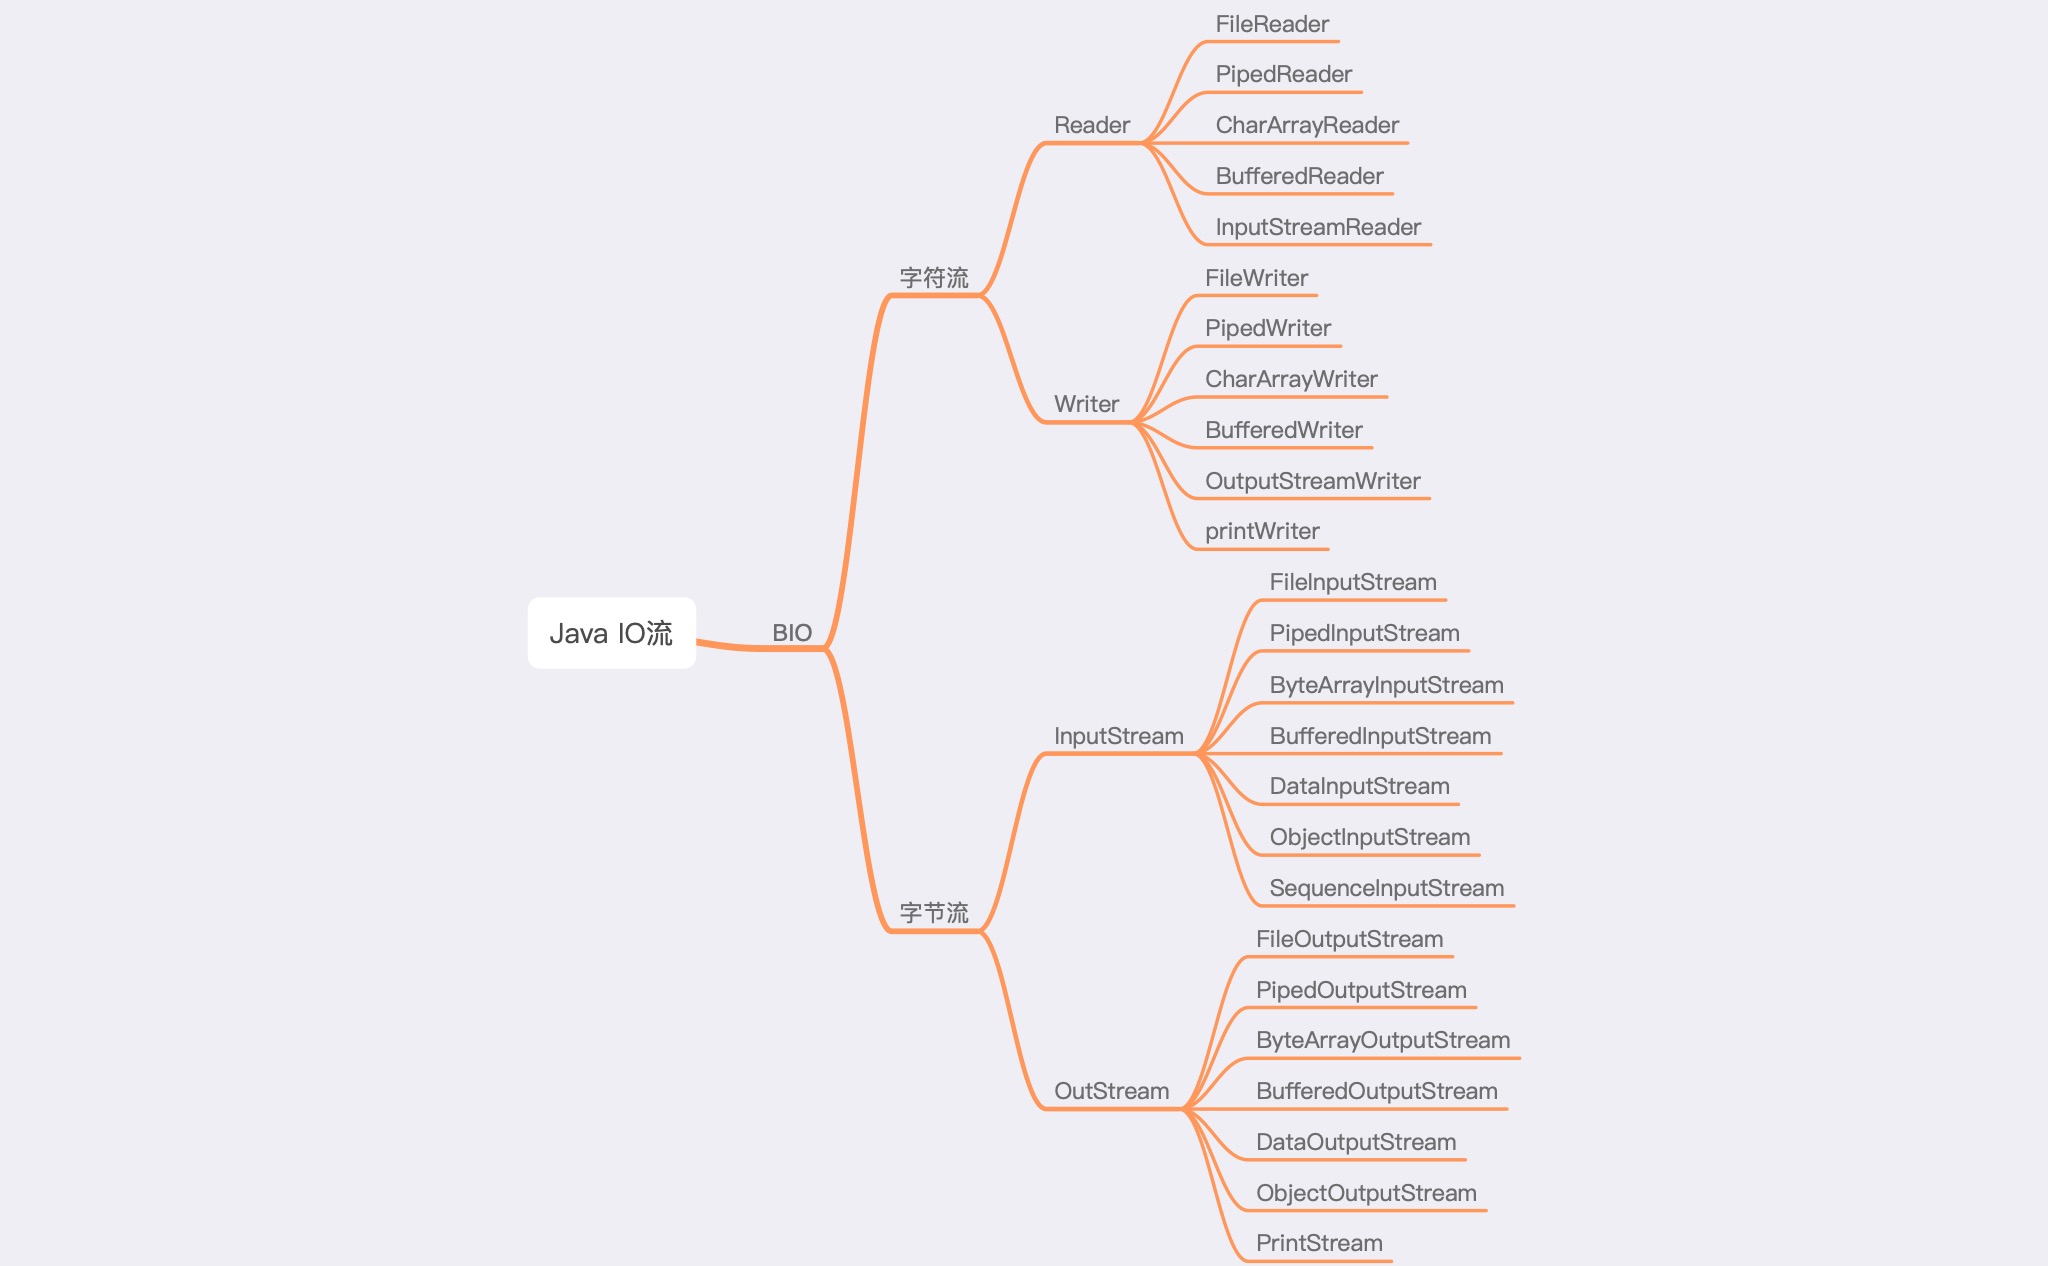 Java IO流
BIO
字符流
Reader
FileReader
PipedReader
CharArrayReader
BufferedReader
InputStreamReader
Writer
FileWriter
PipedWriter
CharArrayWriter
BufferedWriter
OutputStreamWriter
printWriter
字节流
InputStream
FileInputStream
PipedInputStream
ByteArrayInputStream
BufferedInputStream
DataInputStream
ObjectInputStream
SequenceInputStream
OutStream
FileOutputStream
PipedOutputStream
ByteArrayOutputStream
BufferedOutputStream
DataOutputStream
ObjectOutputStream
PrintStream